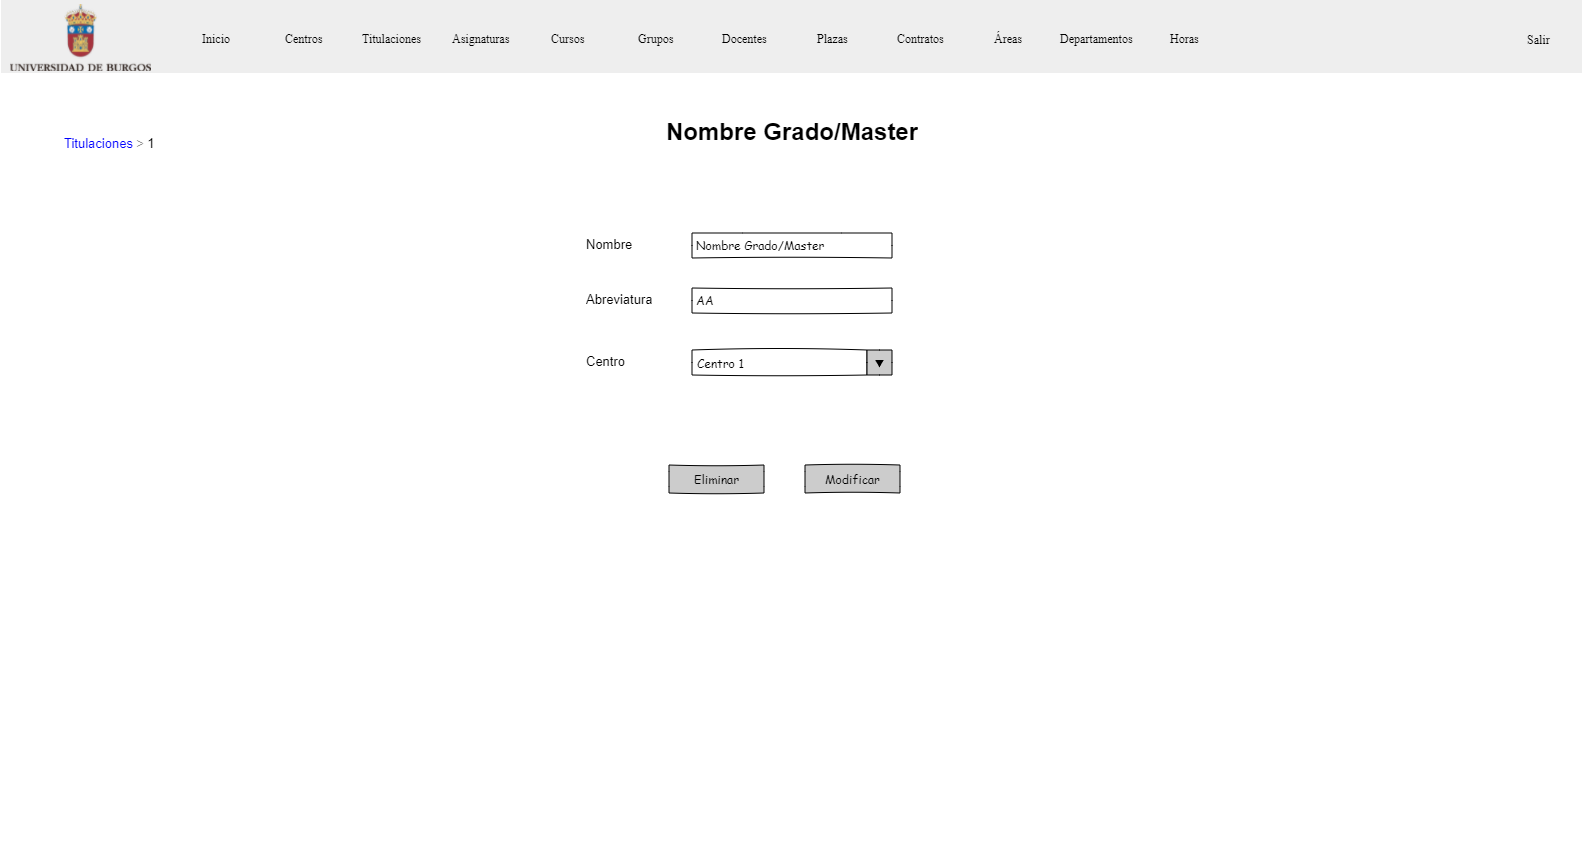 UNIVERSIDAD DE BURGOS
Inicio Centros Titulaciones Asignaturas Cursos Grupos Docentes Plazas Contratos Áreas Departamentos Horas Salir
Nombre Grado/Master
Titulaciones > 1
Nombre Nombre Grado/Master
Abreviatura AA
Centro Centro 1 ▼
Eliminar Modificar